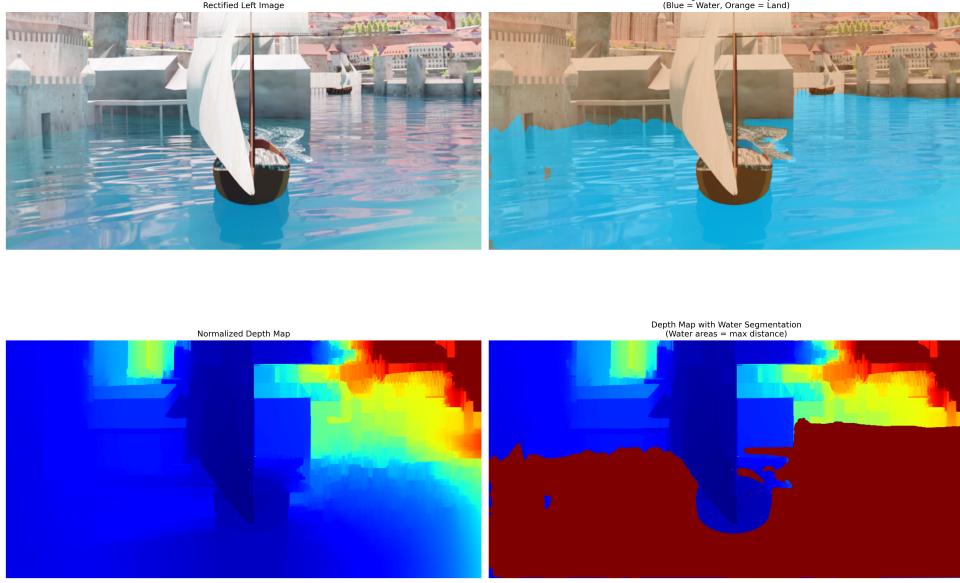 Rectified Left Image
(Blue = Water, Orange = Land)
Normalized Depth Map
Depth Map with Water Segmentation
(Water areas = max distance)